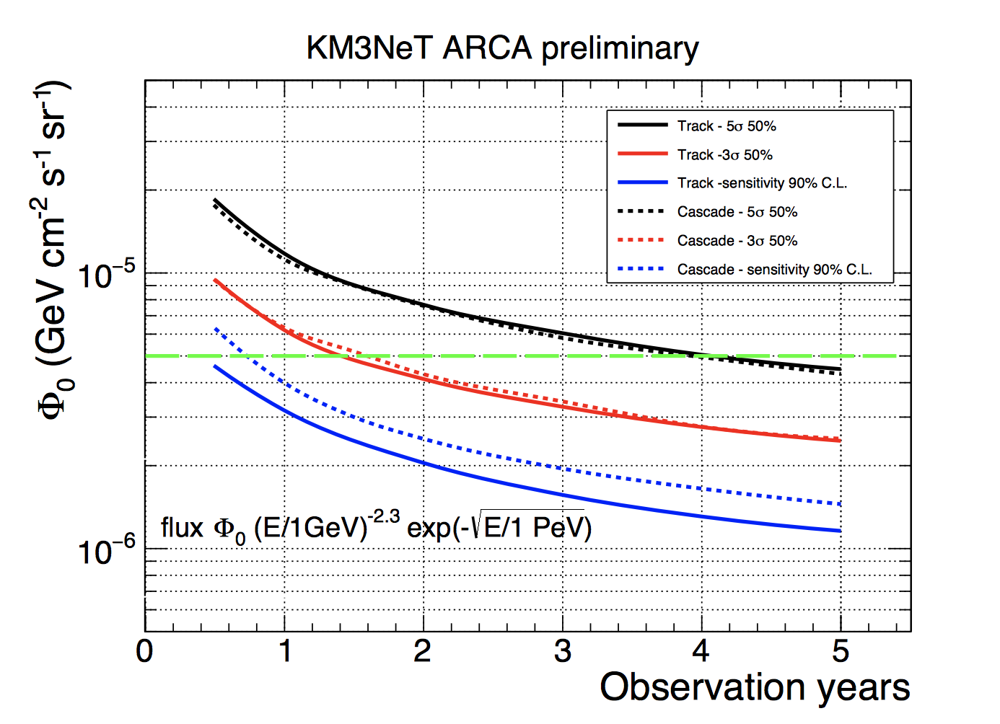 KM3NeT ARCA preliminary
Φ₀ (GeV cm⁻² s⁻¹ sr⁻¹)
Track - 5σ 50%
Track -3σ 50%
Track -sensitivity 90% C.L.
Cascade - 5σ 50%
Cascade - 3σ 50%
Cascade - sensitivity 90% C.L.
10⁻⁵
10⁻⁶
flux Φ₀ (E/1GeV)⁻²·³ exp(-√E/1 PeV)
0 1 2 3 4 5
Observation years